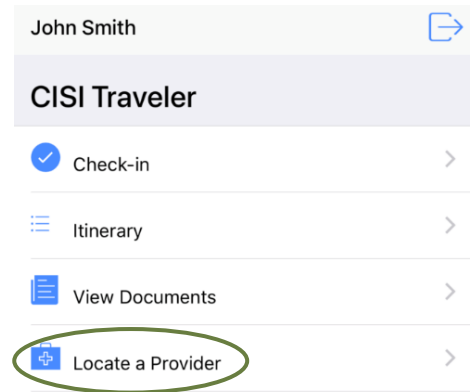 John Smith
CISI Traveler
Check-in
Itinerary
View Documents
Locate a Provider